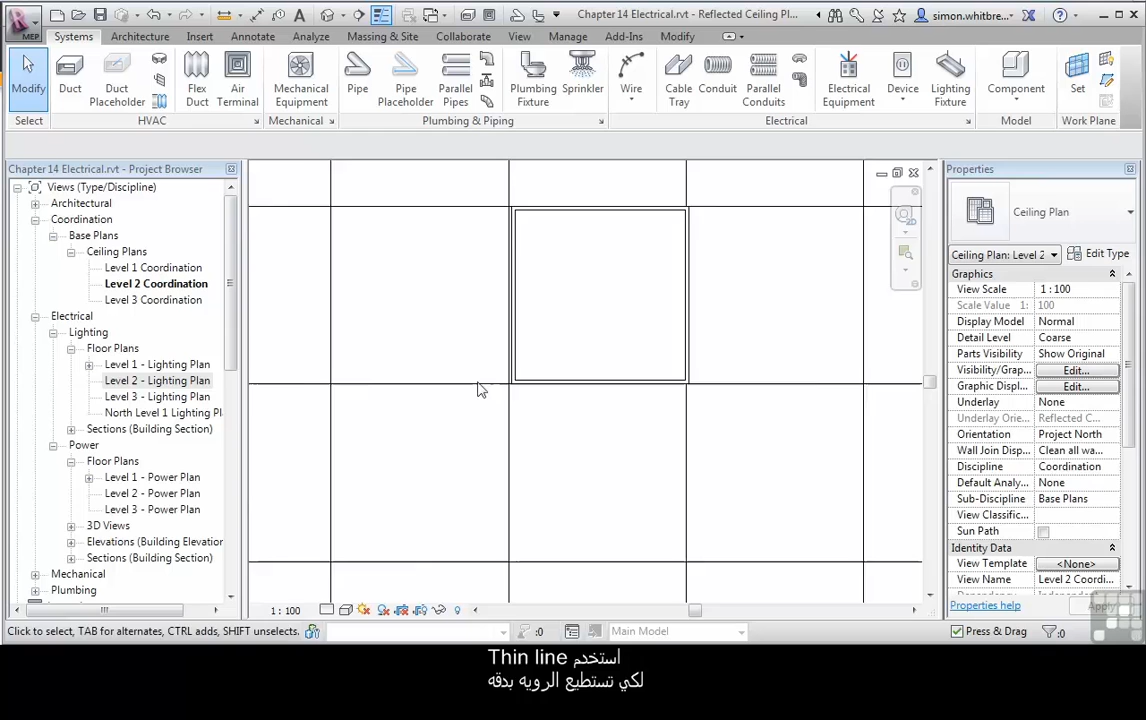 Chapter 14 Electrical.rvt - Reflected Ceiling Pl...
simon.whitbre...
MEP
Systems Architecture Insert Annotate Analyze Massing & Site Collaborate View Manage Add-Ins Modify
Modify
Duct
Duct Placeholder
Flex Duct
Air Terminal
Mechanical Equipment
Pipe
Pipe Placeholder
Parallel Pipes
Plumbing Fixture
Sprinkler
Wire
Cable Tray
Conduit
Parallel Conduits
Electrical Equipment
Device
Lighting Fixture
Component
Set
Select HVAC Mechanical Plumbing & Piping Electrical Model Work Plane
Chapter 14 Electrical.rvt - Project Browser
Views (Type/Discipline)
Architectural
Coordination
Base Plans
Ceiling Plans
Level 1 Coordination
Level 2 Coordination
Level 3 Coordination
Electrical
Lighting
Floor Plans
Level 1 - Lighting Plan
Level 2 - Lighting Plan
Level 3 - Lighting Plan
North Level 1 Lighting Pl
Sections (Building Section)
Power
Floor Plans
Level 1 - Power Plan
Level 2 - Power Plan
Level 3 - Power Plan
3D Views
Elevations (Building Elevation
Sections (Building Section)
Mechanical
Plumbing
2D
Properties
Ceiling Plan
Ceiling Plan: Level 2
Edit Type
Graphics
View Scale 1 : 100
Scale Value 1: 100
Display Model Normal
Detail Level Coarse
Parts Visibility Show Original
Visibility/Grap... Edit...
Graphic Displ... Edit...
Underlay None
Underlay Orie... Reflected C...
Orientation Project North
Wall Join Disp... Clean all wa...
Discipline Coordination
Default Analy... None
Sub-Discipline Base Plans
View Classific...
Sun Path
Identity Data
View Template <None>
View Name Level 2 Coordi...
Properties help
Apply
1 : 100
Click to select, TAB for alternates, CTRL adds, SHIFT unselects.
:0
Main Model
Press & Drag
:0
استخدم Thin line
لكي تستطيع الرويه بدقه